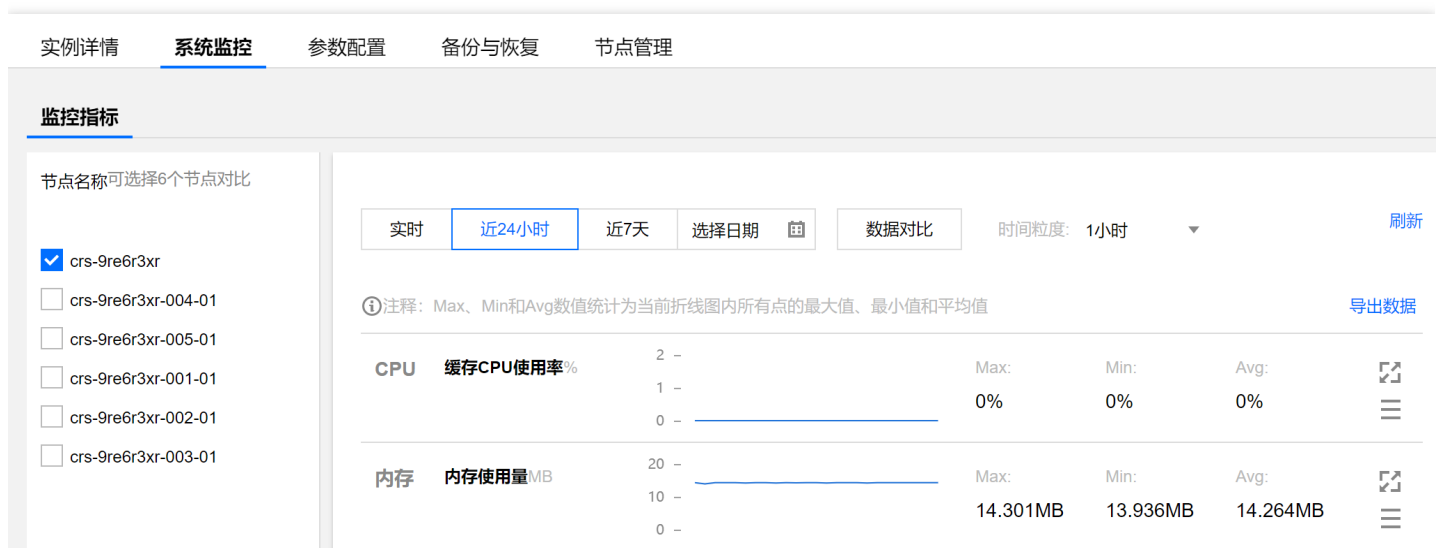 实例详情 系统监控 参数配置 备份与恢复 节点管理
监控指标
节点名称可选择6个节点对比
crs-9re6r3xr
crs-9re6r3xr-004-01
crs-9re6r3xr-005-01
crs-9re6r3xr-001-01
crs-9re6r3xr-002-01
crs-9re6r3xr-003-01
实时 近24小时 近7天 选择日期 数据对比 时间粒度: 1小时 刷新
注释：Max、Min和Avg数值统计为当前折线图内所有点的最大值、最小值和平均值 导出数据
CPU 缓存CPU使用率% 2 Max: Min: Avg:
1
0% 0% 0%
0
内存 内存使用量MB 20 Max: Min: Avg:
10
14.301MB 13.936MB 14.264MB
0